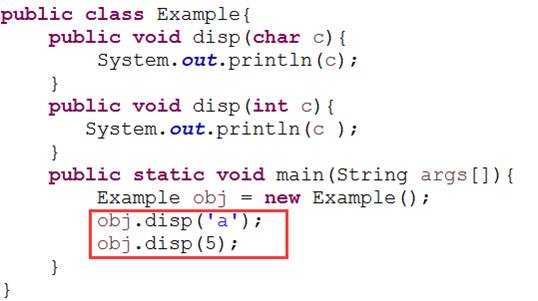 public class Example{
    public void disp(char c){
        System.out.println(c);
    }
    public void disp(int c){
       System.out.println(c );
    }
    public static void main(String args[]){
        Example obj = new Example();
        obj.disp('a');
        obj.disp(5);
    }
}